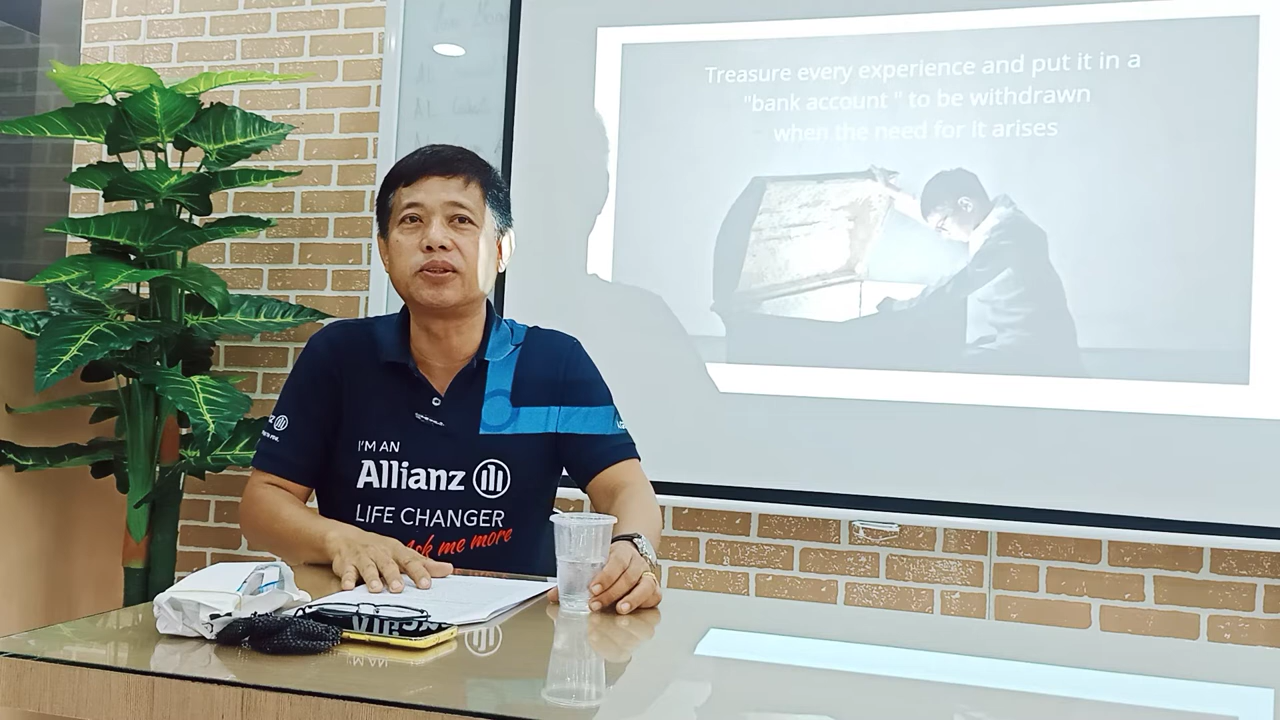 Treasure every experience and put it in a
"bank account " to be withdrawn
when the need for it arises
I'M AN
Allianz
LIFE CHANGER
Ask me more